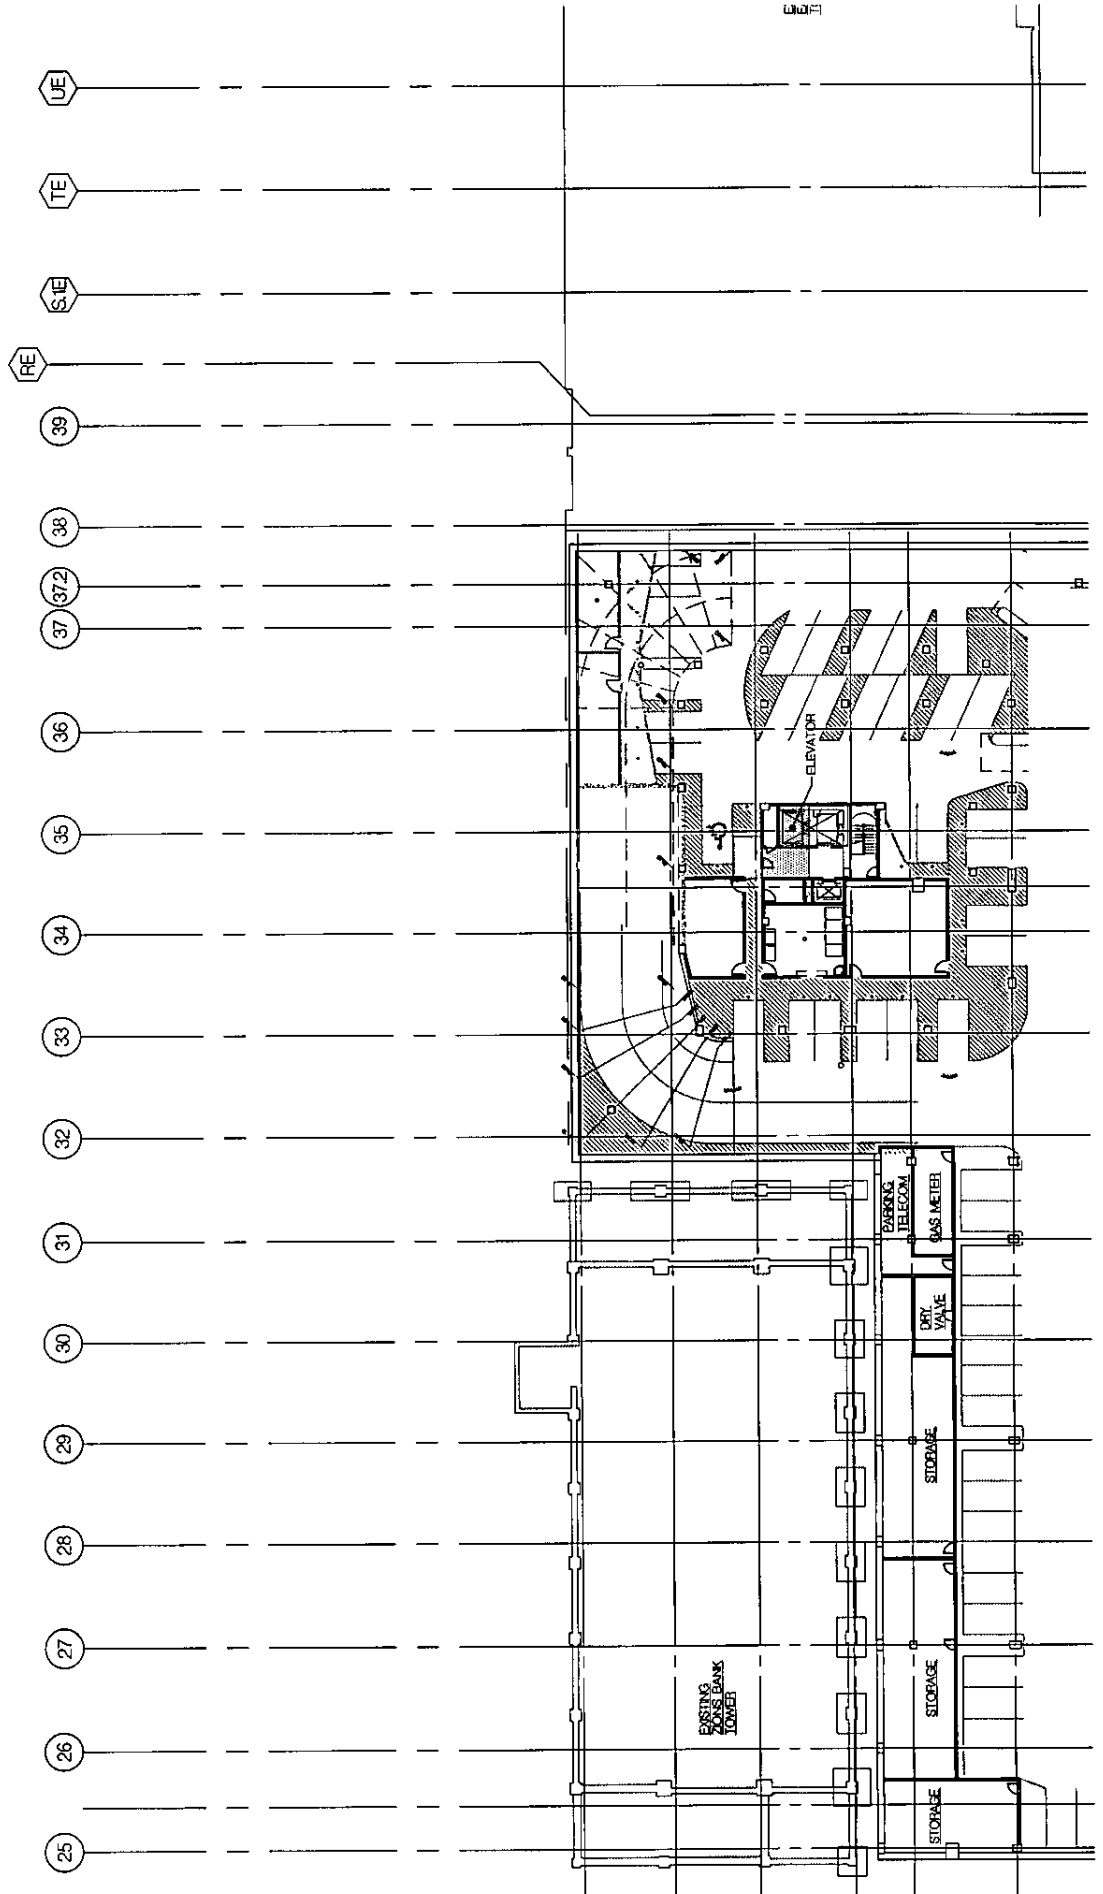 UE
TE
S.1E
RE
39
38
37.2
37
36
35
34
33
32
31
30
29
28
27
26
25
ELEVATOR
PARKING
TELECOM
GAS METER
DRY
VALVE
STORAGE
STORAGE
STORAGE
EXISTING
ZIONS BANK
TOWER